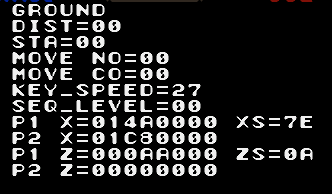 GROUND
DIST=00
STA=00
MOVE NO=00
MOVE CO=00
KEY_SPEED=27
SEQ_LEVEL=00
P1 X=014A0000 XS=7E
P2 X=01C80000
P1 Z=000AA000 ZS=0A
P2 Z=00000000